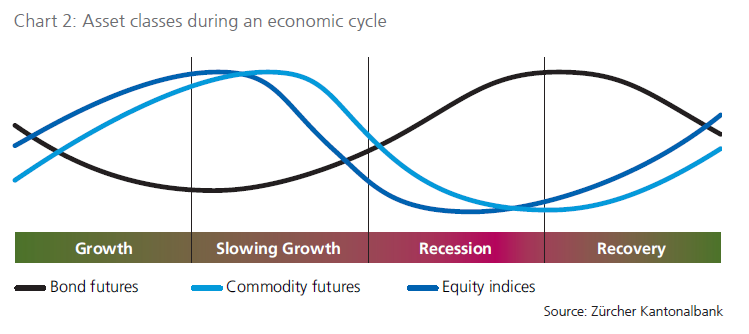 Chart 2: Asset classes during an economic cycle
Growth Slowing Growth Recession Recovery
Bond futures Commodity futures Equity indices
Source: Zürcher Kantonalbank